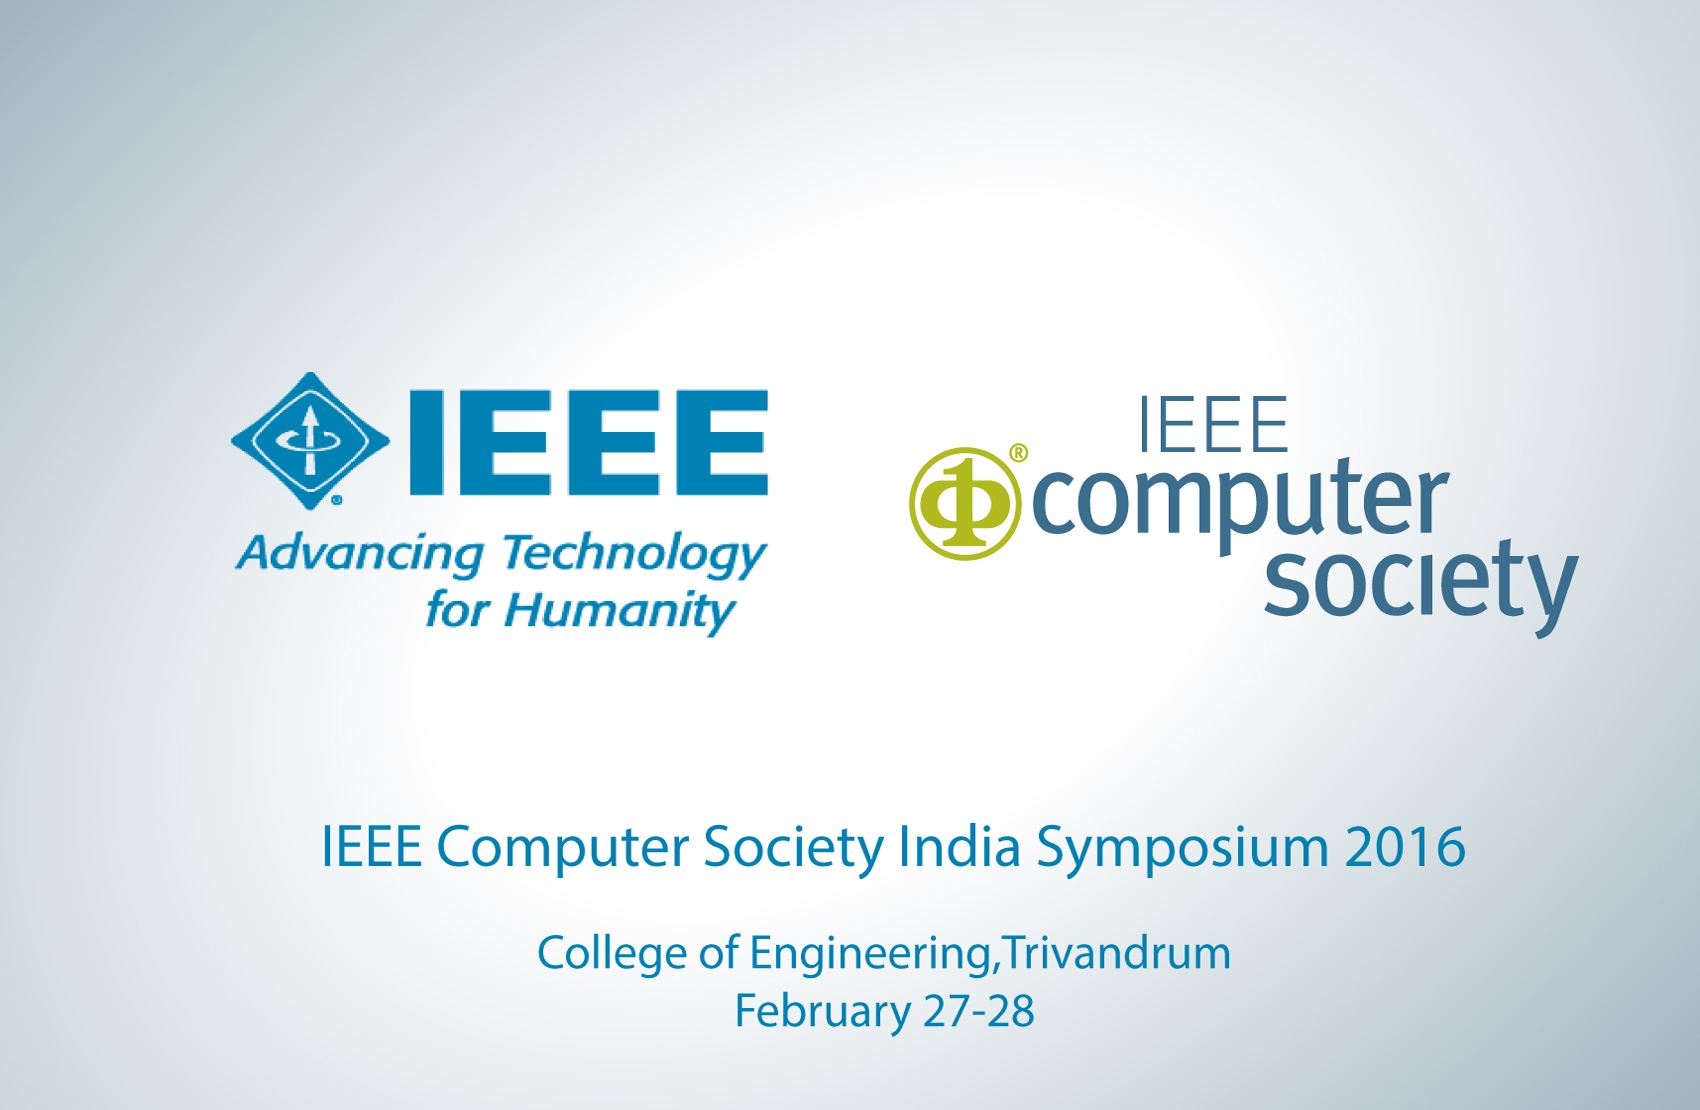 IEEE
Advancing Technology
for Humanity
IEEE
computer
society
IEEE Computer Society India Symposium 2016
College of Engineering,Trivandrum
February 27-28